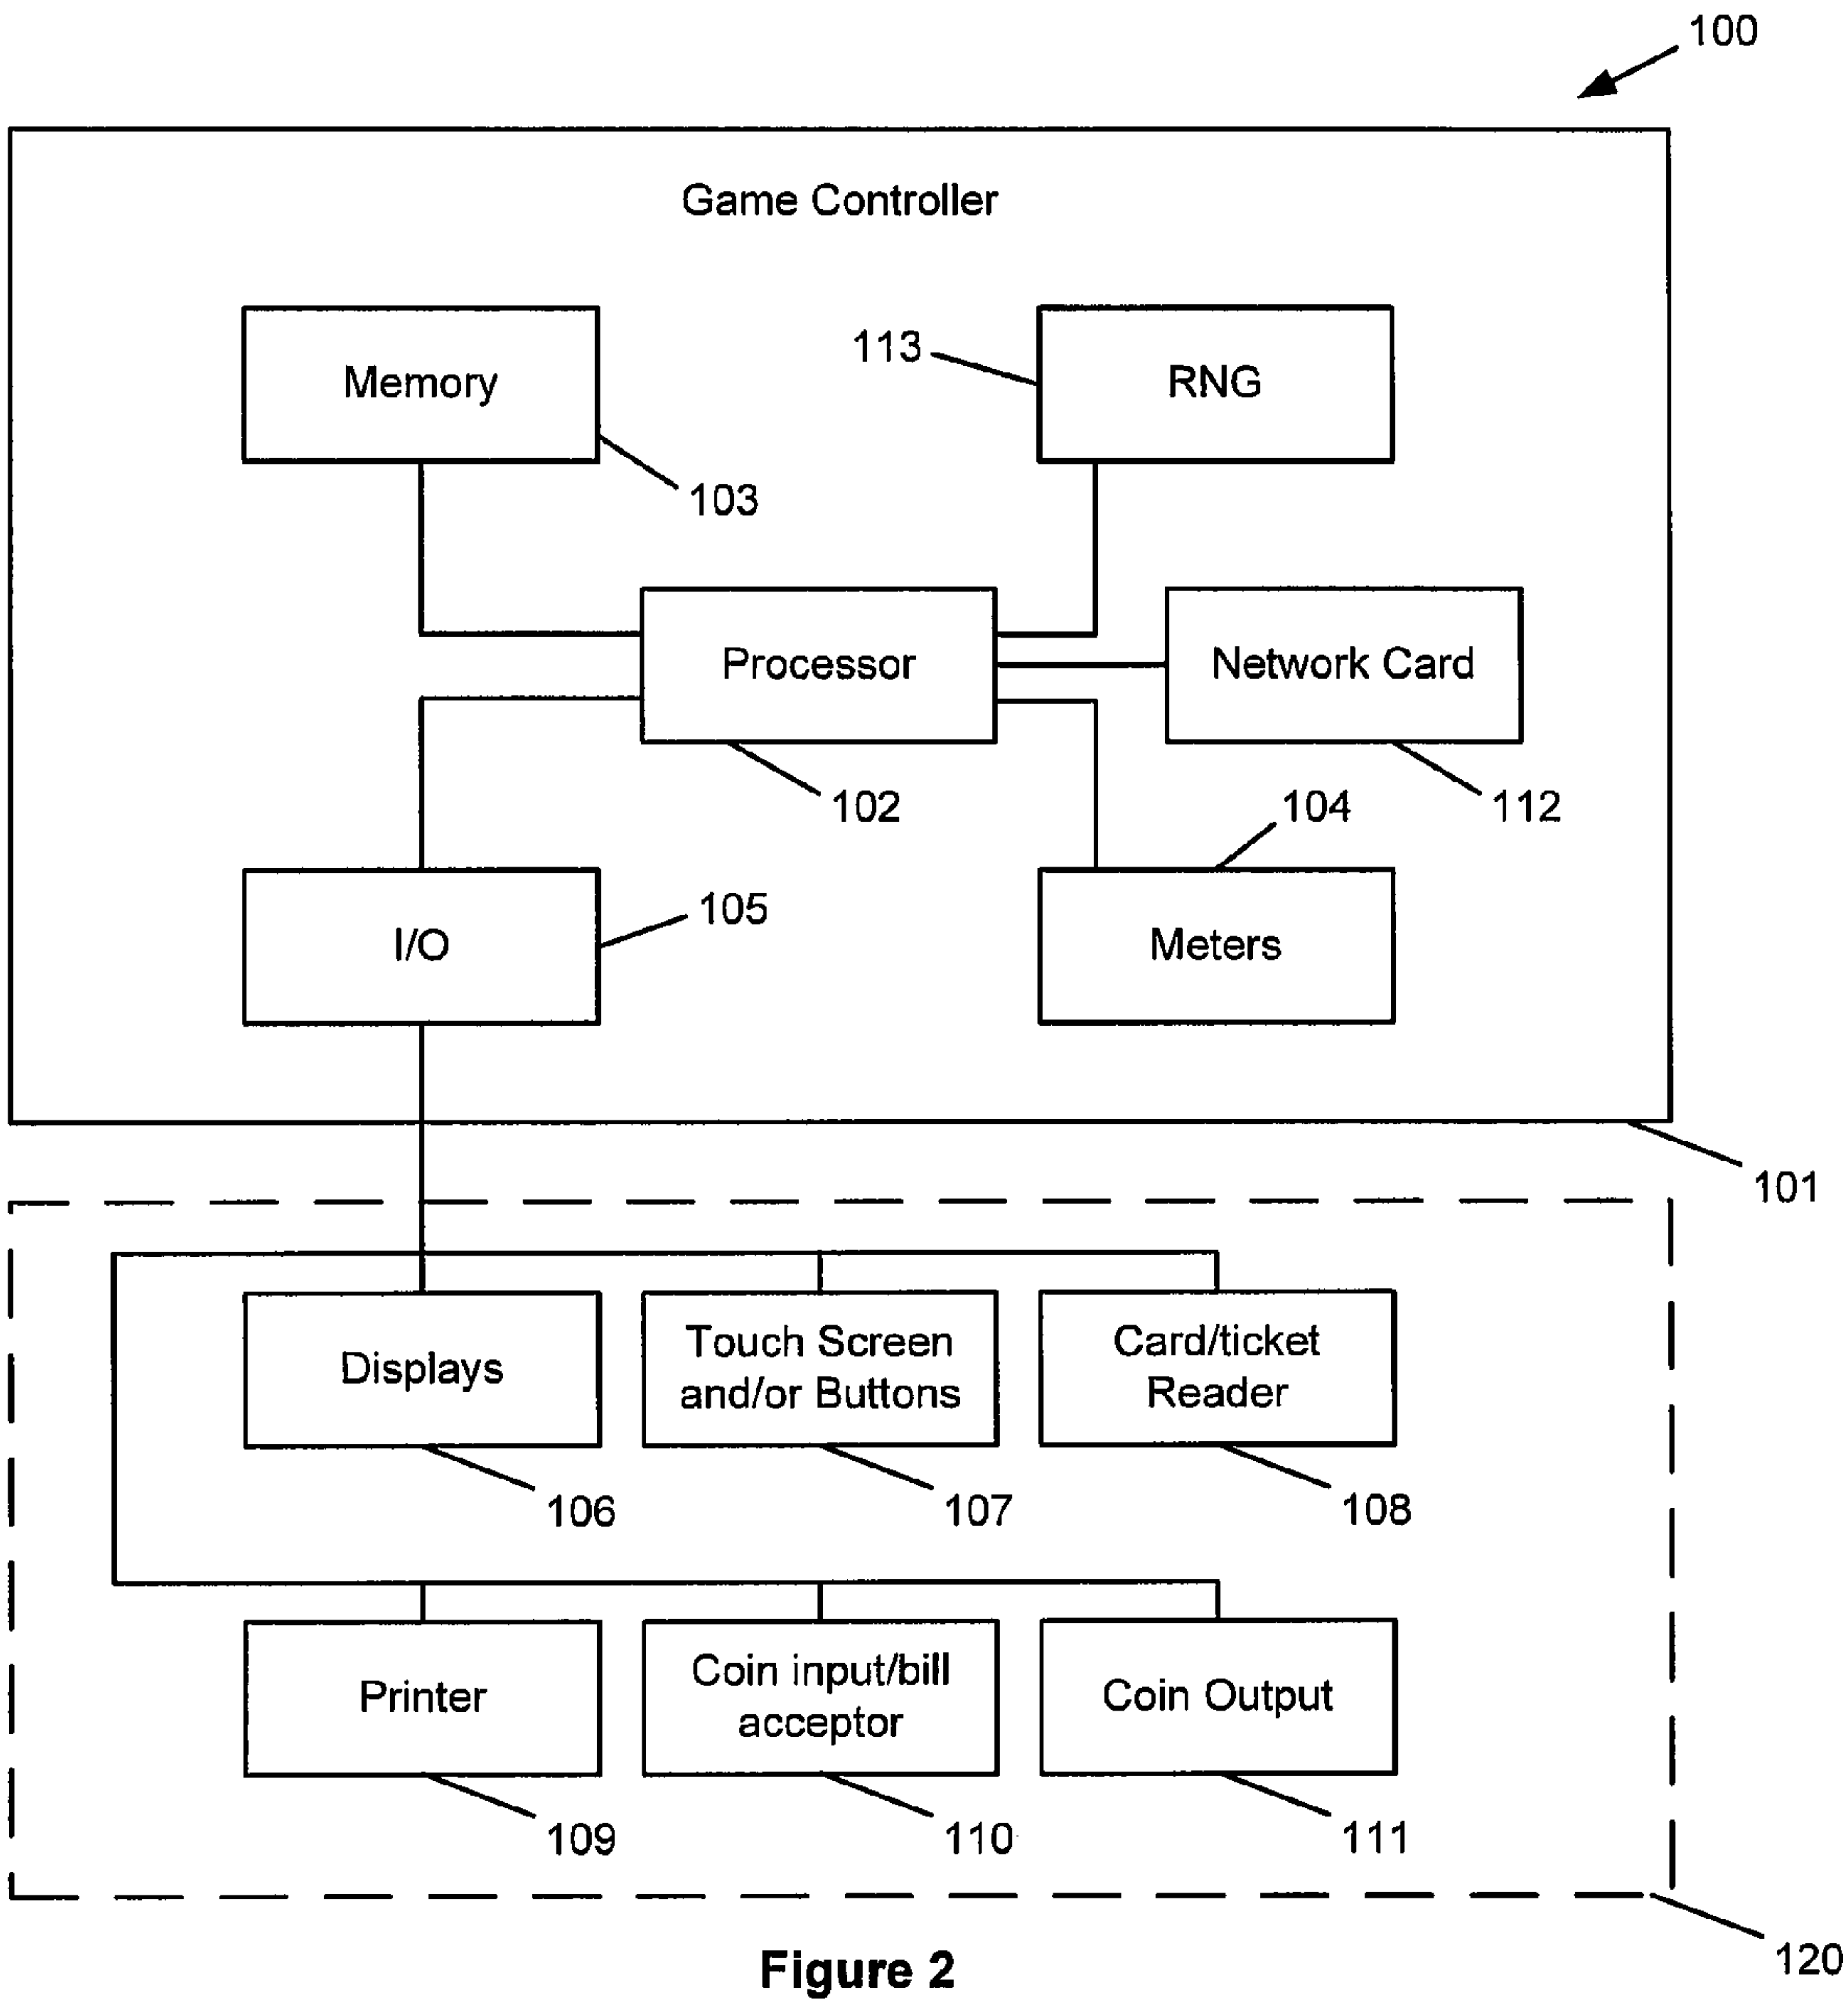 100
Game Controller
Memory
113
RNG
103
Processor
Network Card
102
104
112
I/O
105
Meters
101
Displays
Touch Screen
and/or Buttons
Card/ticket
Reader
106
107
108
Printer
Coin input/bill
acceptor
Coin Output
109
110
111
120
Figure 2